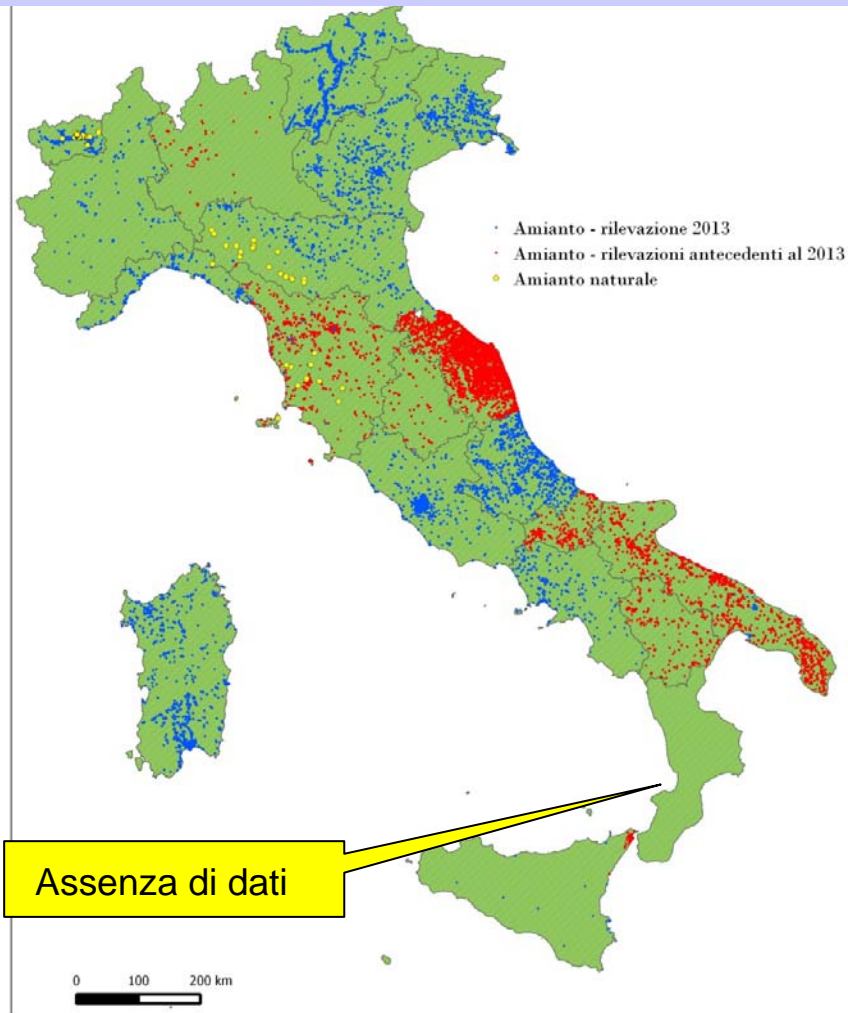 Amianto - rilevazione 2013
Amianto - rilevazioni antecedenti al 2013
Amianto naturale
Assenza di dati
0 100 200 km